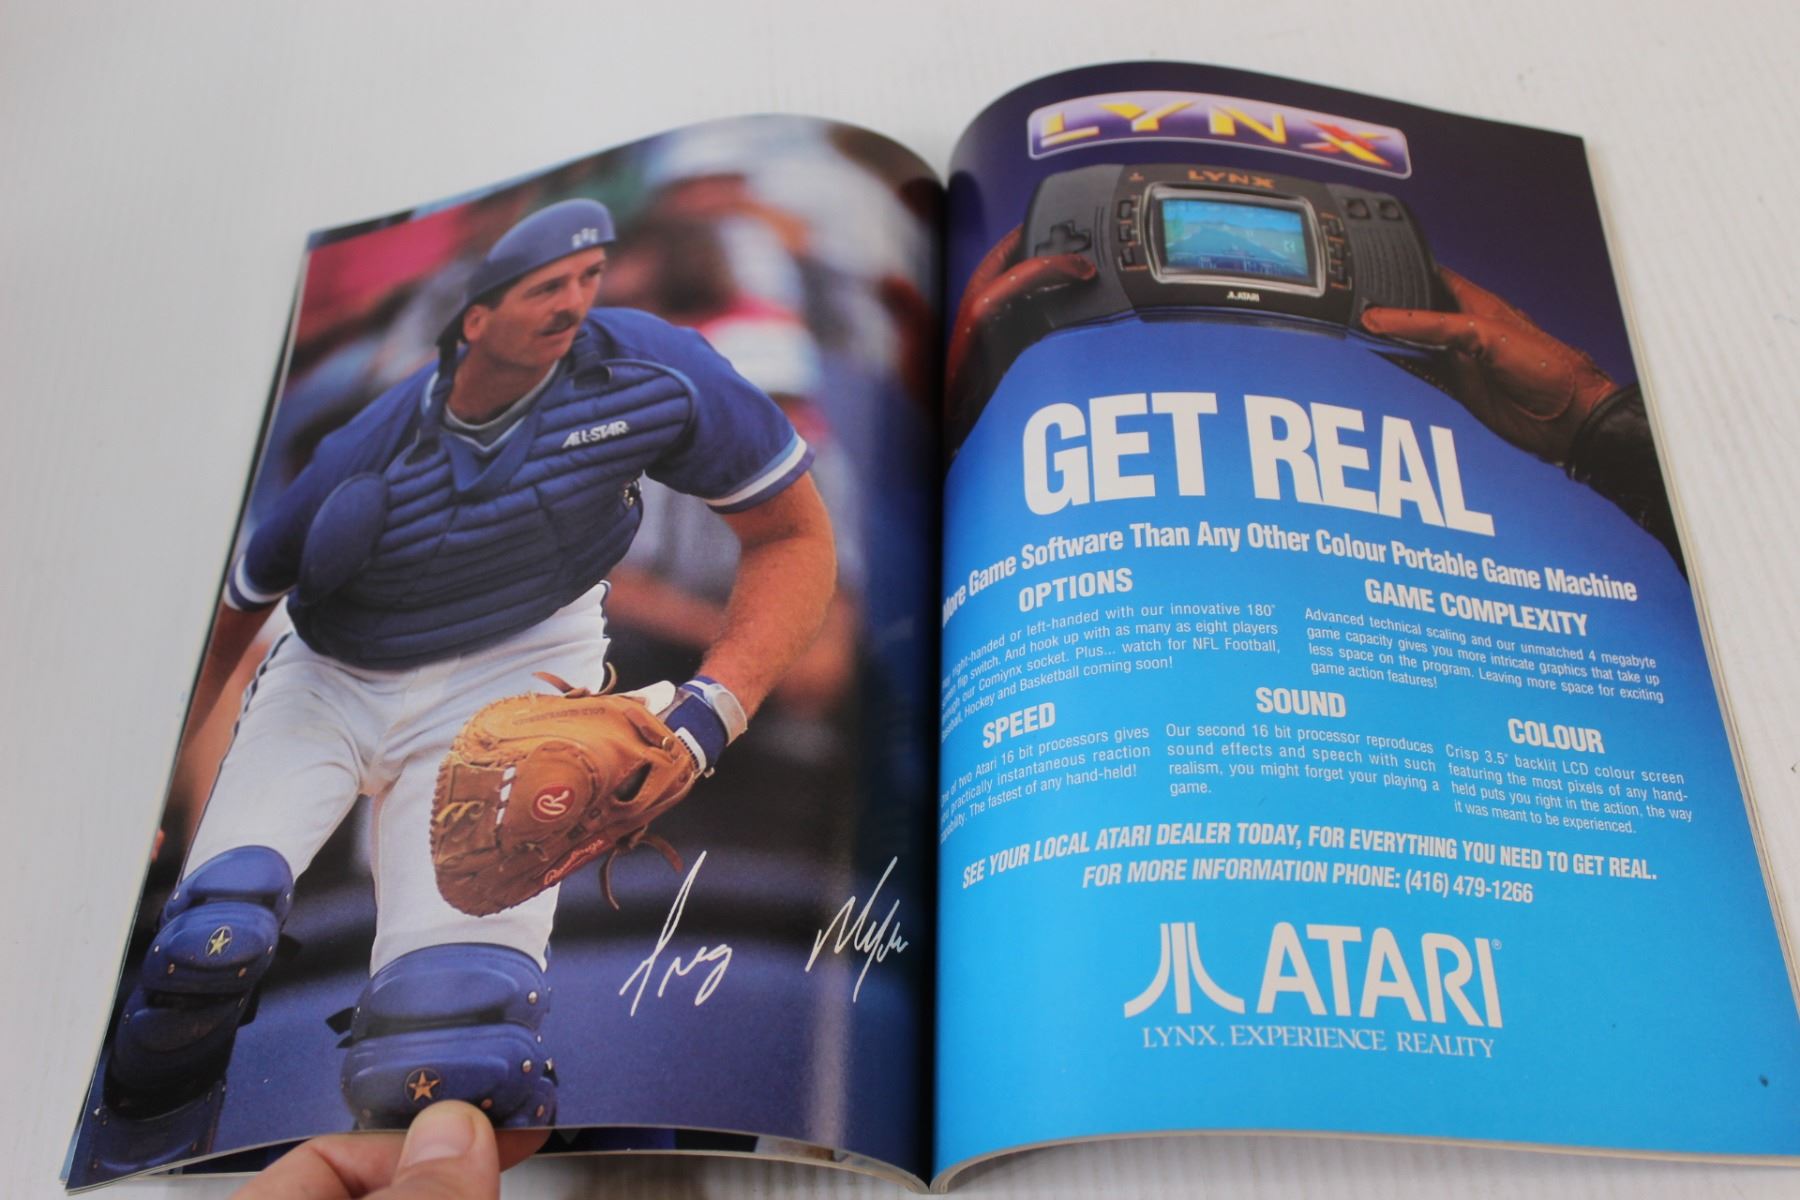 ALL-STAR
R
Rawlings
Greg Myers
LYNX
LYNX
ATARI
GET REAL
More Game Software Than Any Other Colour Portable Game Machine
OPTIONS
right-handed or left-handed with our innovative 180°
screen flip switch. And hook up with as many as eight players
through our Comlynx socket. Plus... watch for NFL Football,
Baseball, Hockey and Basketball coming soon!
GAME COMPLEXITY
Advanced technical scaling and our unmatched 4 megabyte
game capacity gives you more intricate graphics that take up
less space on the program. Leaving more space for exciting
game action features!
SPEED
One of two Atari 16 bit processors gives
you practically instantaneous reaction
capability. The fastest of any hand-held!
SOUND
Our second 16 bit processor reproduces
sound effects and speech with such
realism, you might forget your playing a
game.
COLOUR
Crisp 3.5" backlit LCD colour screen
featuring the most pixels of any hand-
held puts you right in the action, the way
it was meant to be experienced.
SEE YOUR LOCAL ATARI DEALER TODAY, FOR EVERYTHING YOU NEED TO GET REAL.
FOR MORE INFORMATION PHONE: (416) 479-1266
ATARI®
LYNX. EXPERIENCE REALITY